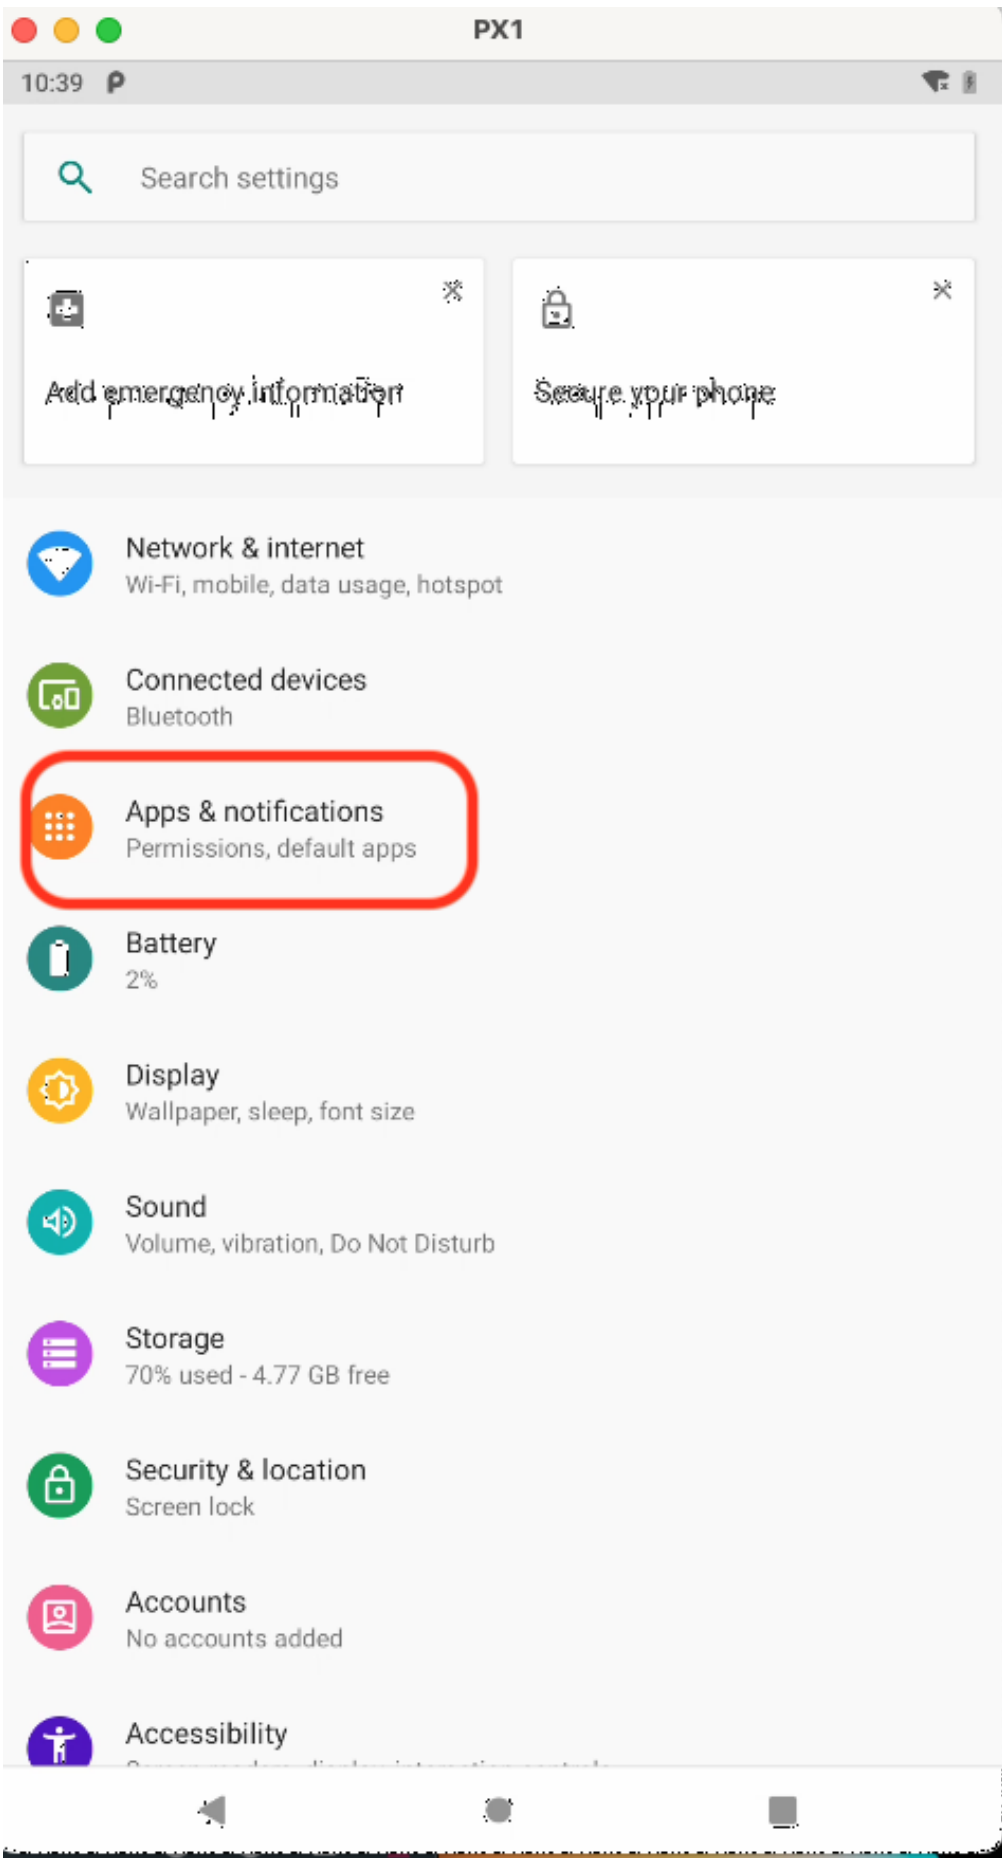 PX1
10:39
Search settings
Add emergency information
Secure your phone
Network & internet
Wi-Fi, mobile, data usage, hotspot
Connected devices
Bluetooth
Apps & notifications
Permissions, default apps
Battery
2%
Display
Wallpaper, sleep, font size
Sound
Volume, vibration, Do Not Disturb
Storage
70% used - 4.77 GB free
Security & location
Screen lock
Accounts
No accounts added
Accessibility